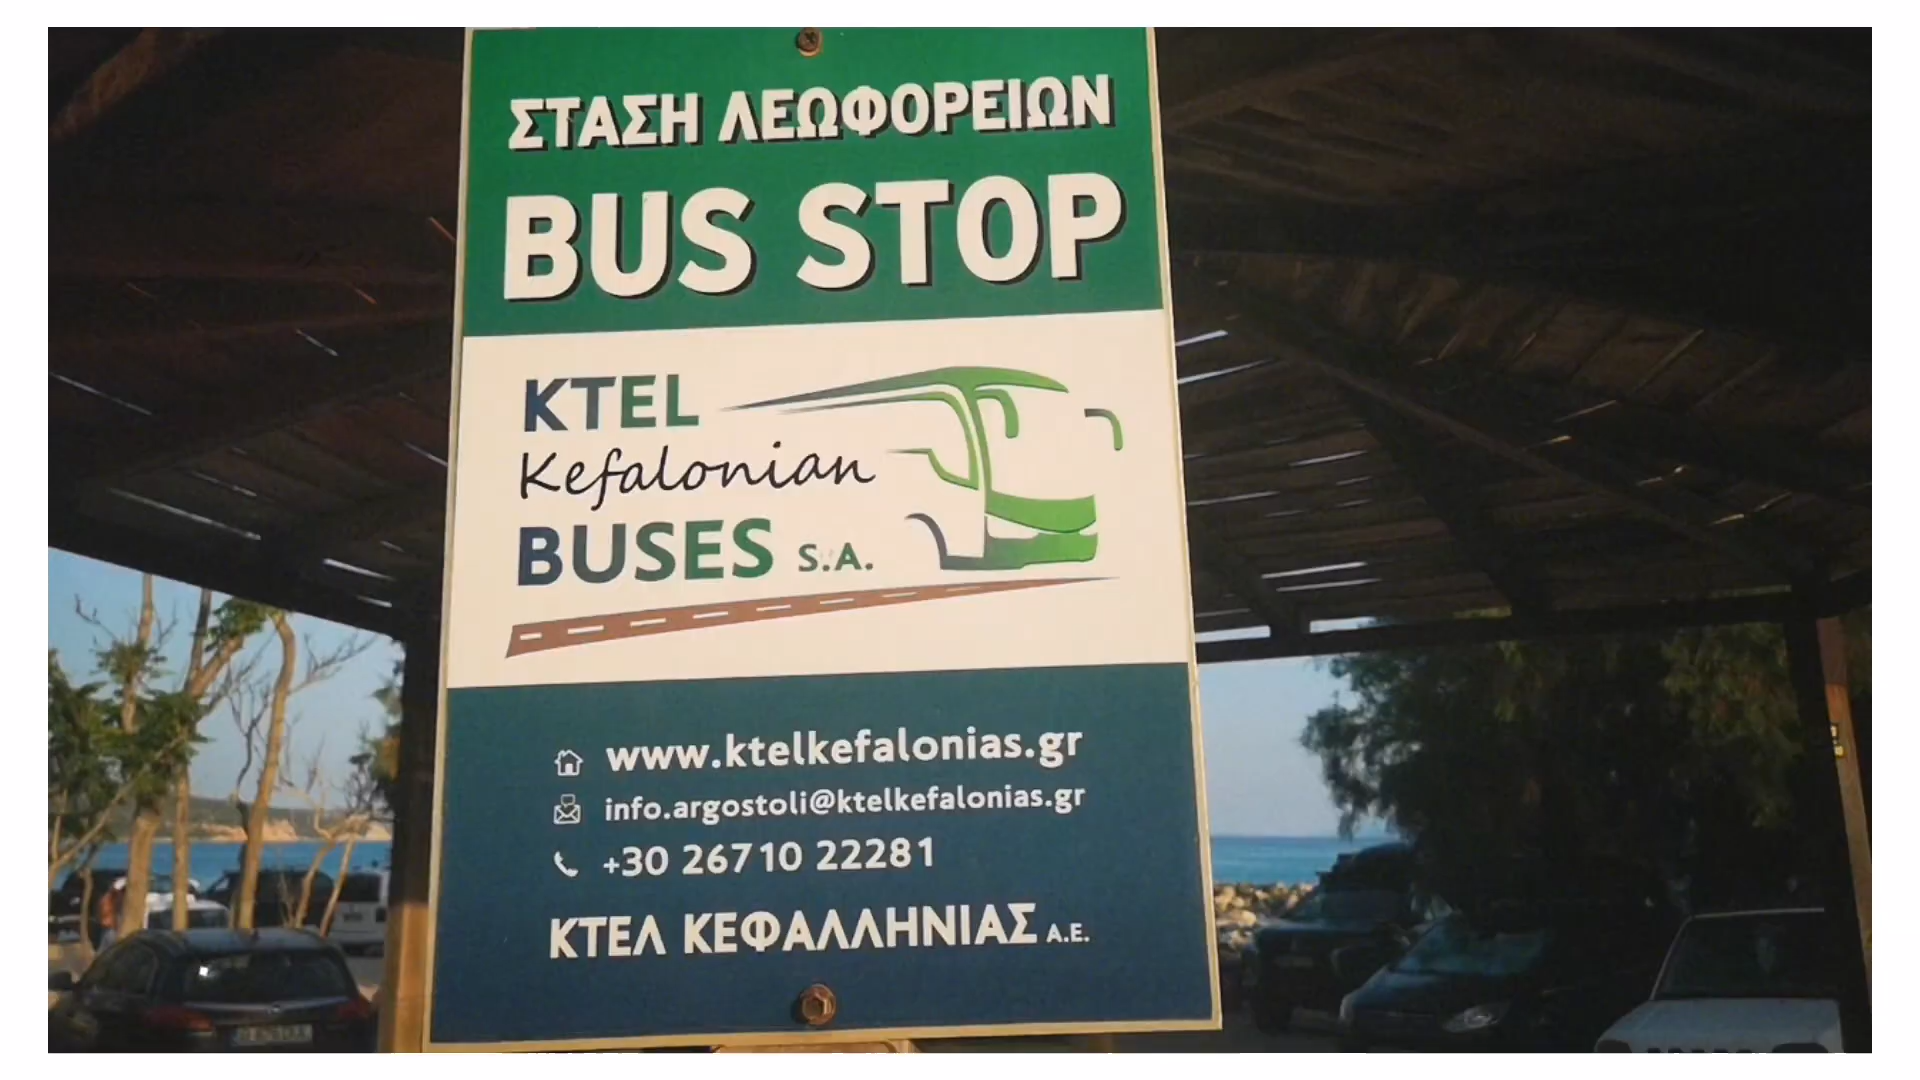 ΣΤΑΣΗ ΛΕΩΦΟΡΕΙΩΝ
BUS STOP
KTEL
Kefalonian
BUSES S.A.
www.ktelkefalonias.gr
info.argostoli@ktelkefalonias.gr
+30 26710 22281
ΚΤΕΛ ΚΕΦΑΛΛΗΝΙΑΣ Α.Ε.